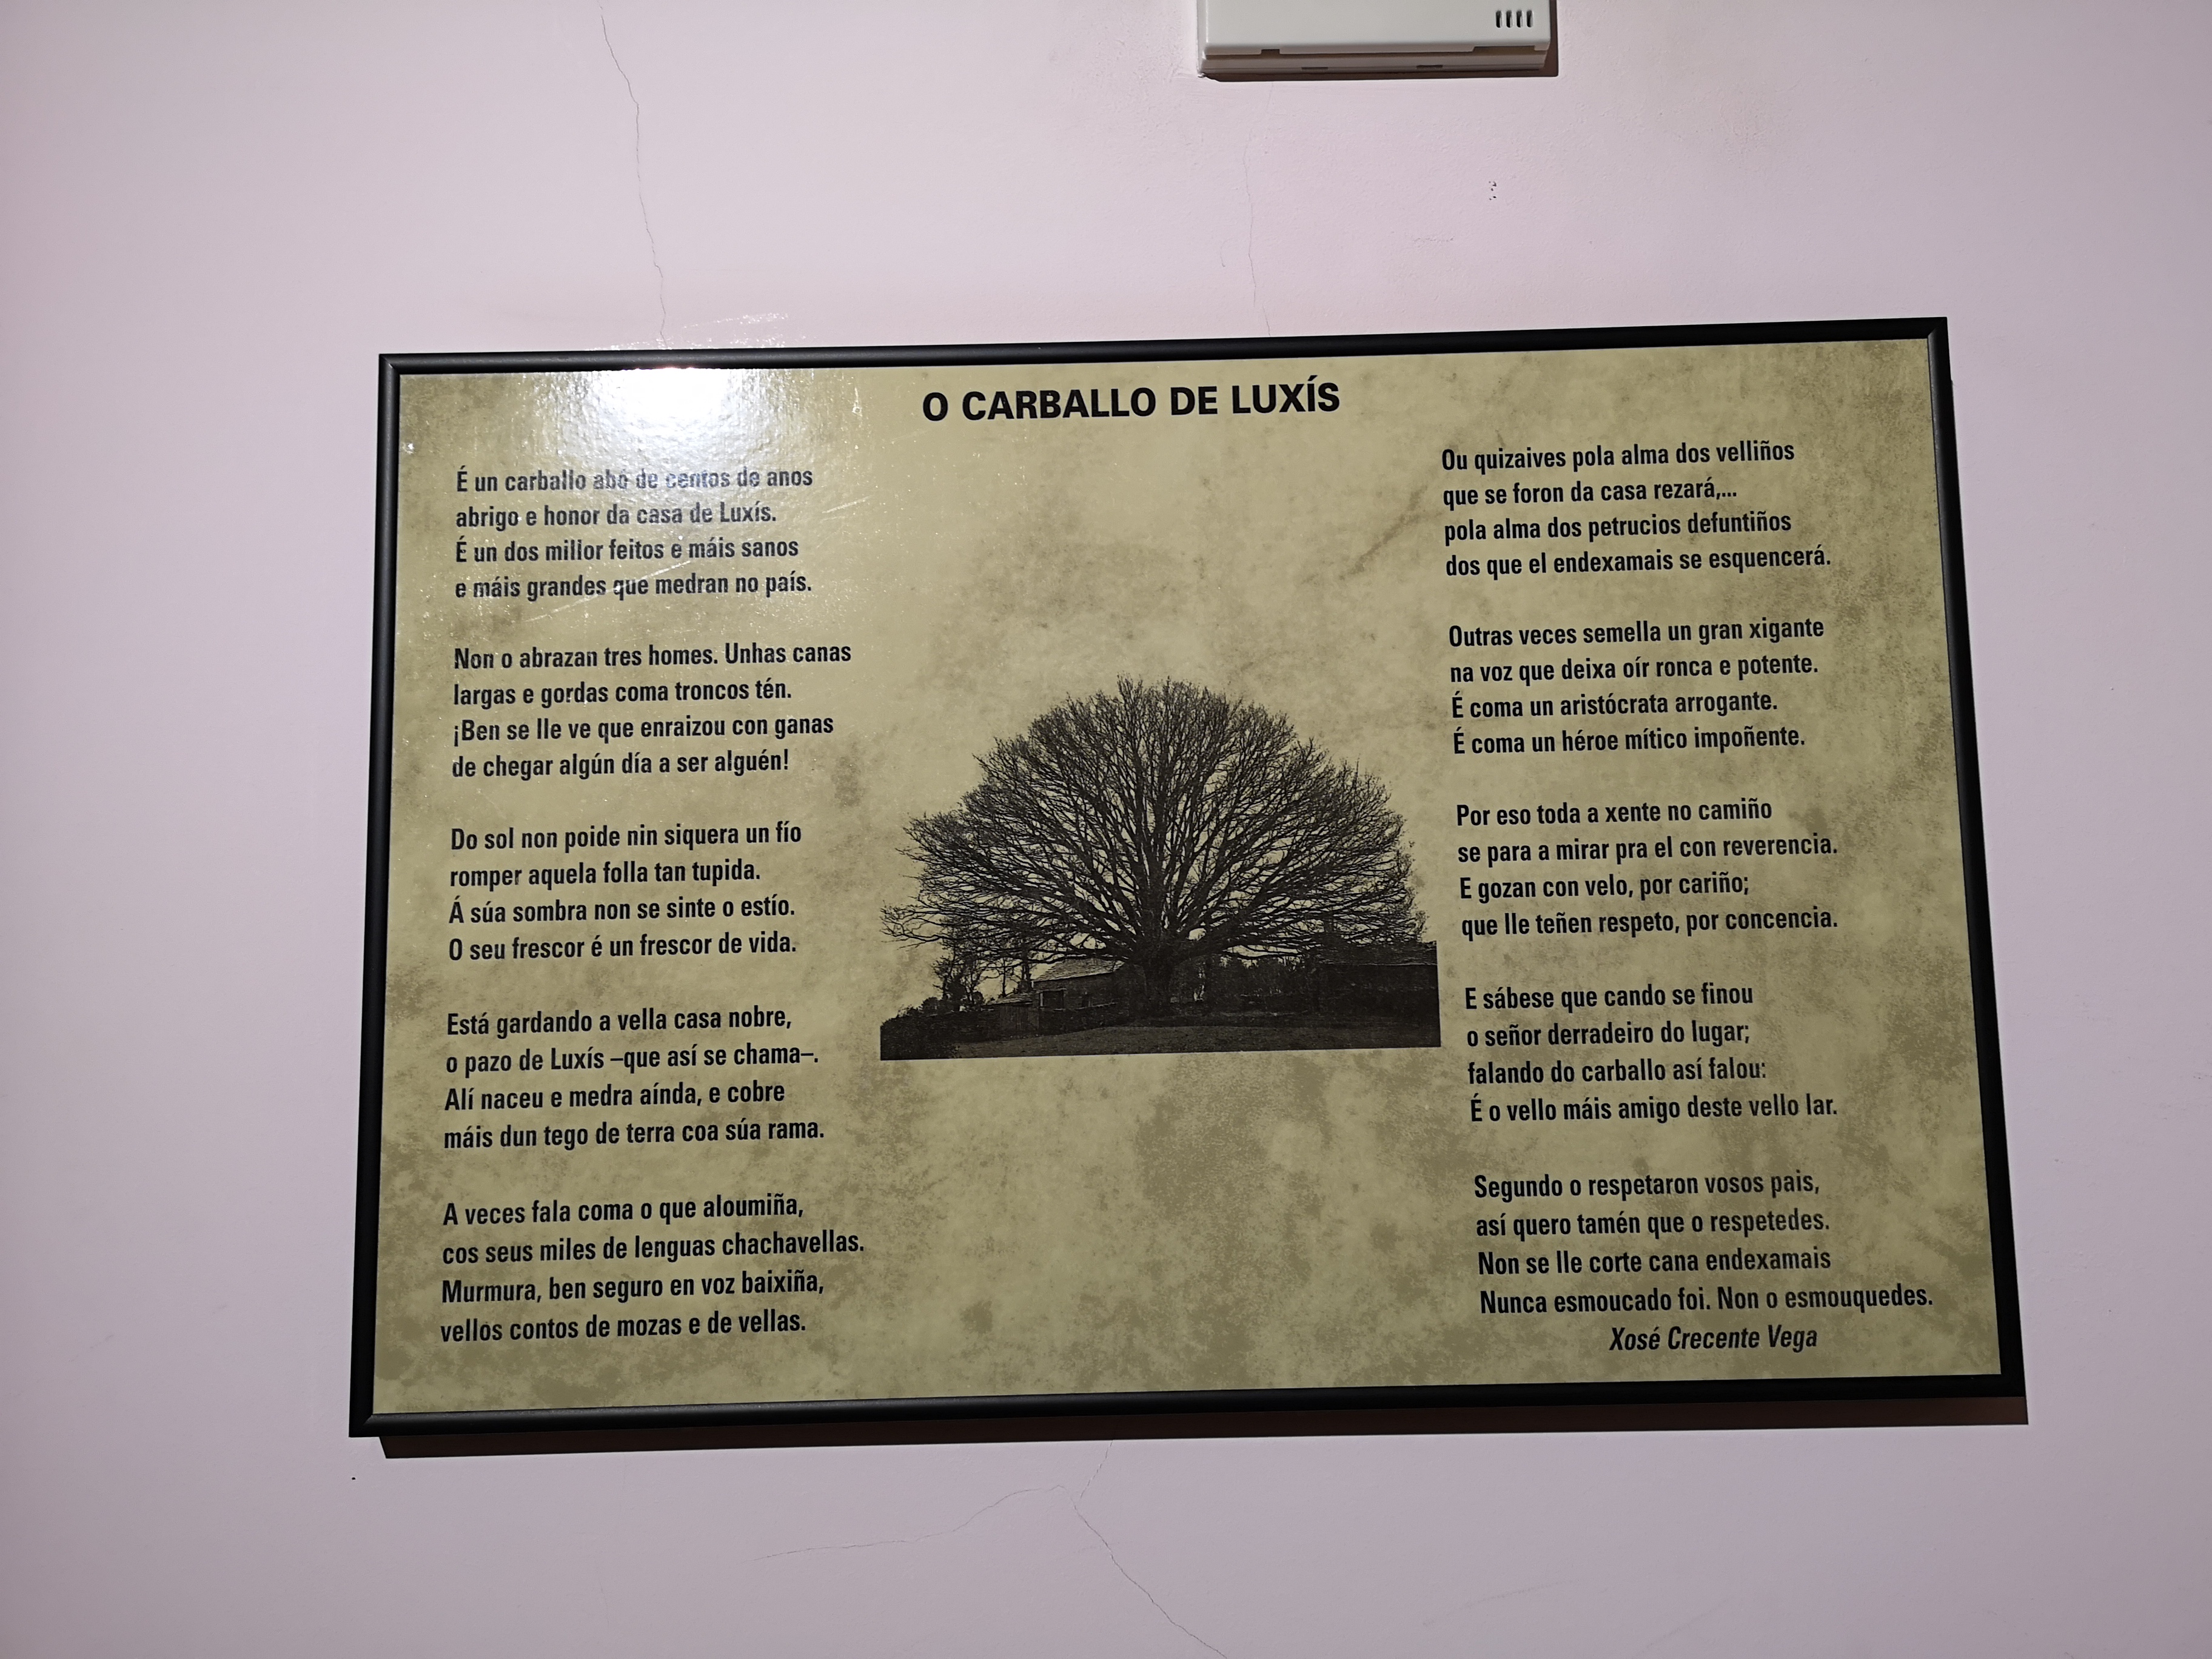 O CARBALLO DE LUXÍS
É un carballo abó de centos de anos
abrigo e honor da casa de Luxís.
É un dos millor feitos e máis sanos
e máis grandes que medran no país.
Non o abrazan tres homes. Unhas canas
largas e gordas coma troncos tén.
¡Ben se lle ve que enraizou con ganas
de chegar algún día a ser alguén!
Do sol non poide nin siquera un fío
romper aquela folla tan tupida.
Á súa sombra non se sinte o estío.
O seu frescor é un frescor de vida.
Está gardando a vella casa nobre,
o pazo de Luxís –que así se chama–.
Alí naceu e medra aínda, e cobre
máis dun tego de terra coa súa rama.
A veces fala coma o que aloumiña,
cos seus miles de lenguas chachavellas.
Murmura, ben seguro en voz baixiña,
vellos contos de mozas e de vellas.
Ou quizaives pola alma dos velliños
que se foron da casa rezará,...
pola alma dos petrucios defuntiños
dos que el endexamais se esquencerá.
Outras veces semella un gran xigante
na voz que deixa oír ronca e potente.
É coma un aristócrata arrogante.
É coma un héroe mítico impoñente.
Por eso toda a xente no camiño
se para a mirar pra el con reverencia.
E gozan con velo, por cariño;
que lle teñen respeto, por concencia.
E sábese que cando se finou
o señor derradeiro do lugar;
falando do carballo así falou:
É o vello máis amigo deste vello lar.
Segundo o respetaron vosos pais,
así quero tamén que o respetedes.
Non se lle corte cana endexamais
Nunca esmoucado foi. Non o esmouquedes.
Xosé Crecente Vega